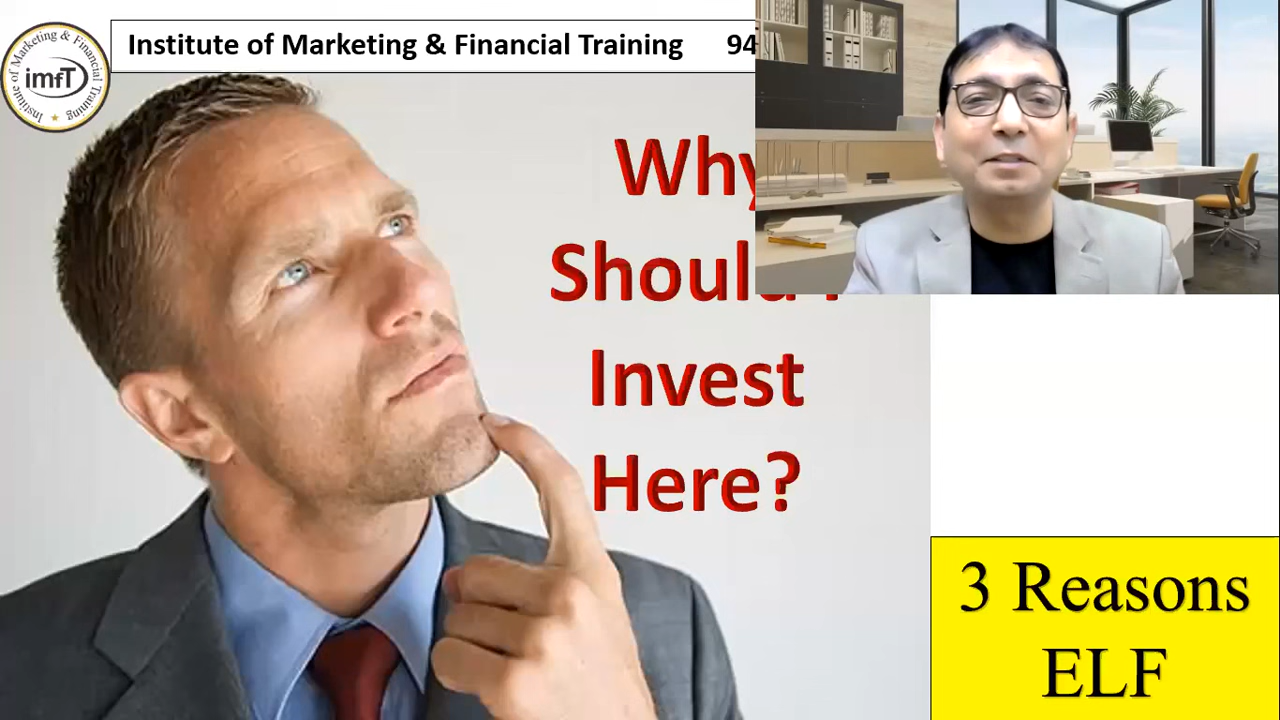 Institute of Marketing & Financial Training 94
imfT
Institute of Marketing & Financial Training
Why
Should I
Invest
Here?
3 Reasons
ELF